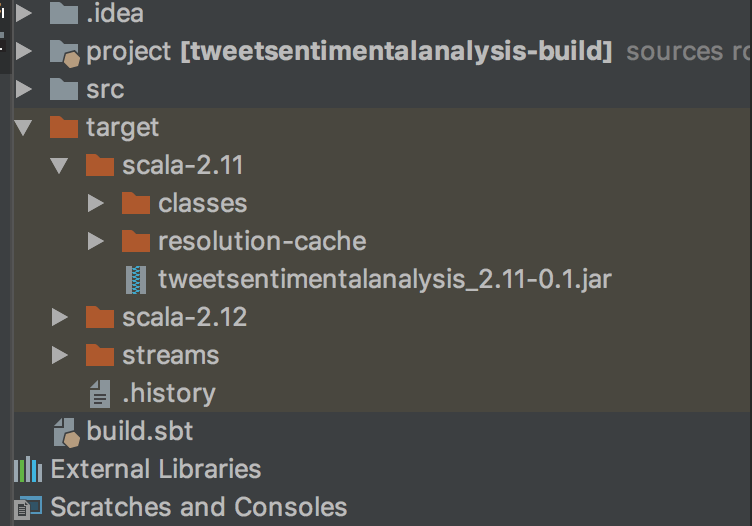 .idea
project [tweetsentimentalanalysis-build] sources ro
src
target
scala-2.11
classes
resolution-cache
tweetsentimentalanalysis_2.11-0.1.jar
scala-2.12
streams
.history
build.sbt
External Libraries
Scratches and Consoles